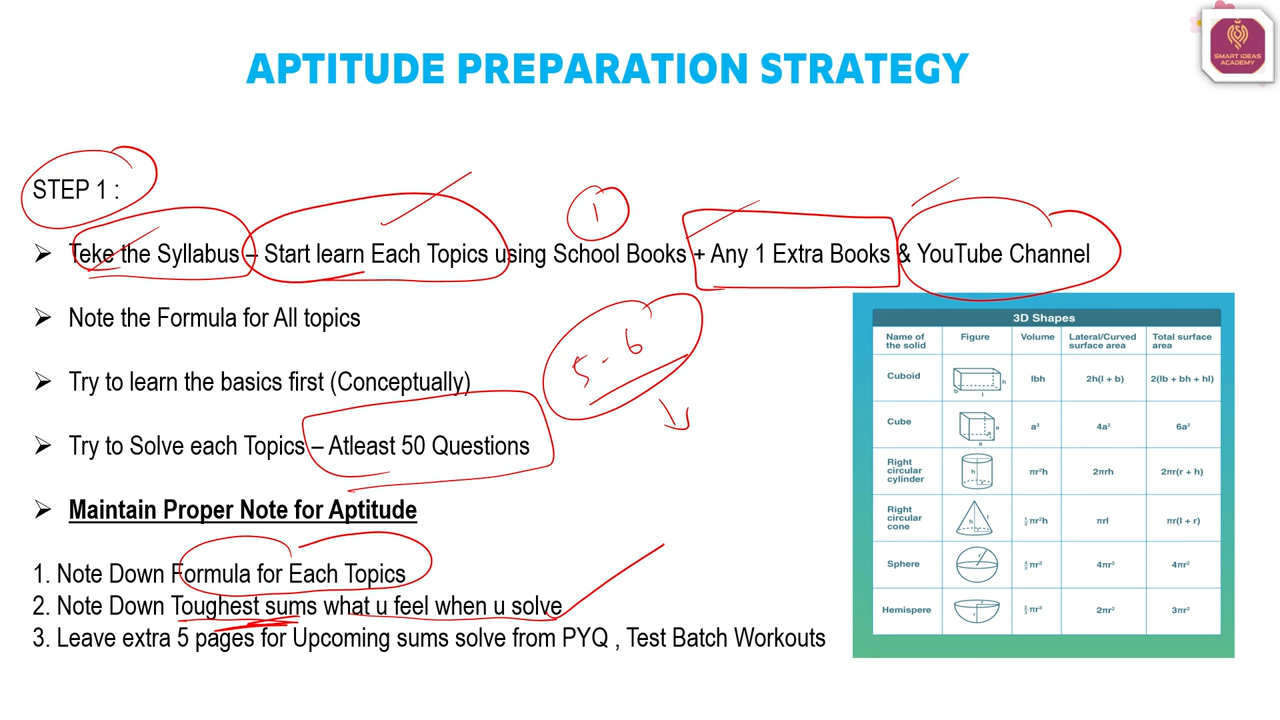 SMART IDEAS
ACADEMY
APTITUDE PREPARATION STRATEGY
STEP 1 :
1
➢ Teke the Syllabus – Start learn Each Topics using School Books + Any 1 Extra Books & YouTube Channel
➢ Note the Formula for All topics
5 - 6
➢ Try to learn the basics first (Conceptually)
➢ Try to Solve each Topics – Atleast 50 Questions
➢ Maintain Proper Note for Aptitude
1. Note Down Formula for Each Topics
2. Note Down Toughest sums what u feel when u solve
3. Leave extra 5 pages for Upcoming sums solve from PYQ , Test Batch Workouts
3D Shapes
Name of the solid Figure Volume Lateral/Curved surface area Total surface area
Cuboid b l h lbh 2h(l + b) 2(lb + bh + hl)
Cube a a a a³ 4a² 6a²
Right circular cylinder h πr²h 2πrh 2πr(r + h)
Right circular cone h l ⅓πr²h πrl πr(l + r)
Sphere r 4πr² 4πr²
Hemispere r 2πr² 3πr²